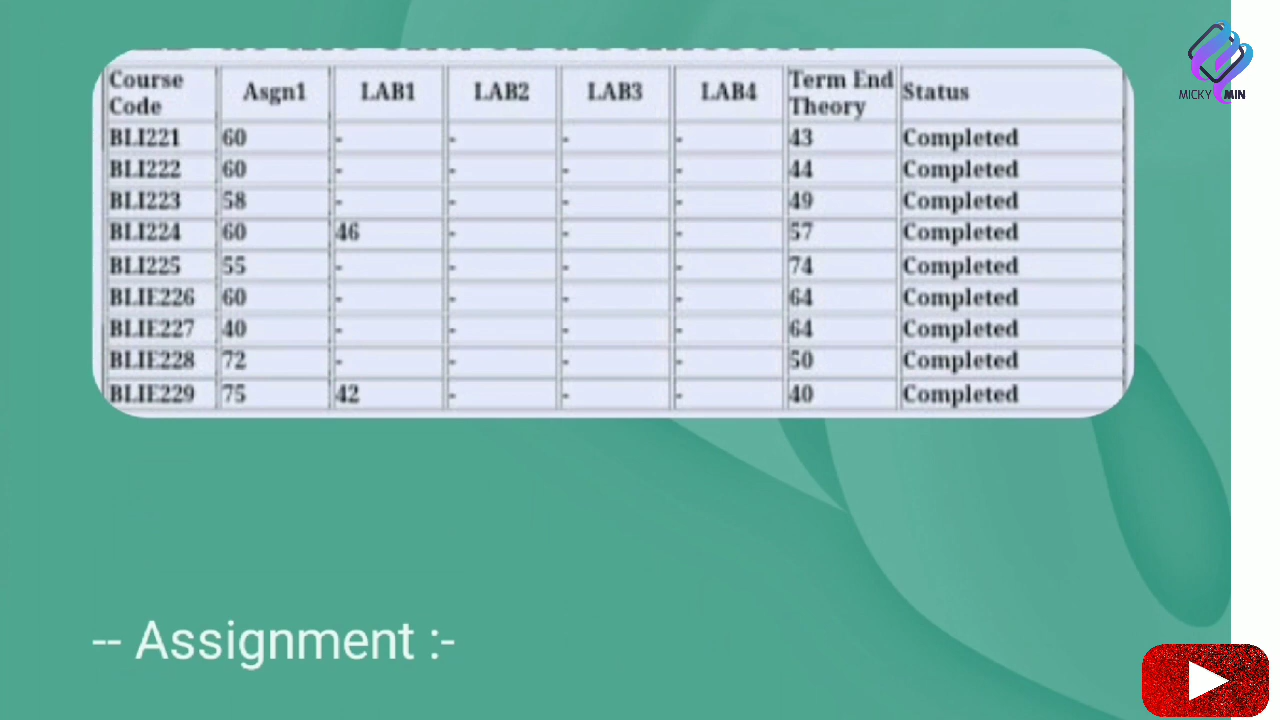 Course Code Asgn1 LAB1 LAB2 LAB3 LAB4 Term End Theory Status
BLI221 60 - - - - 43 Completed
BLI222 60 - - - - 44 Completed
BLI223 58 - - - - 49 Completed
BLI224 60 46 - - - 57 Completed
BLI225 55 - - - - 74 Completed
BLIE226 60 - - - - 64 Completed
BLIE227 40 - - - - 64 Completed
BLIE228 72 - - - - 50 Completed
BLIE229 75 42 - - - 40 Completed
-- Assignment :-
MICKY MIN